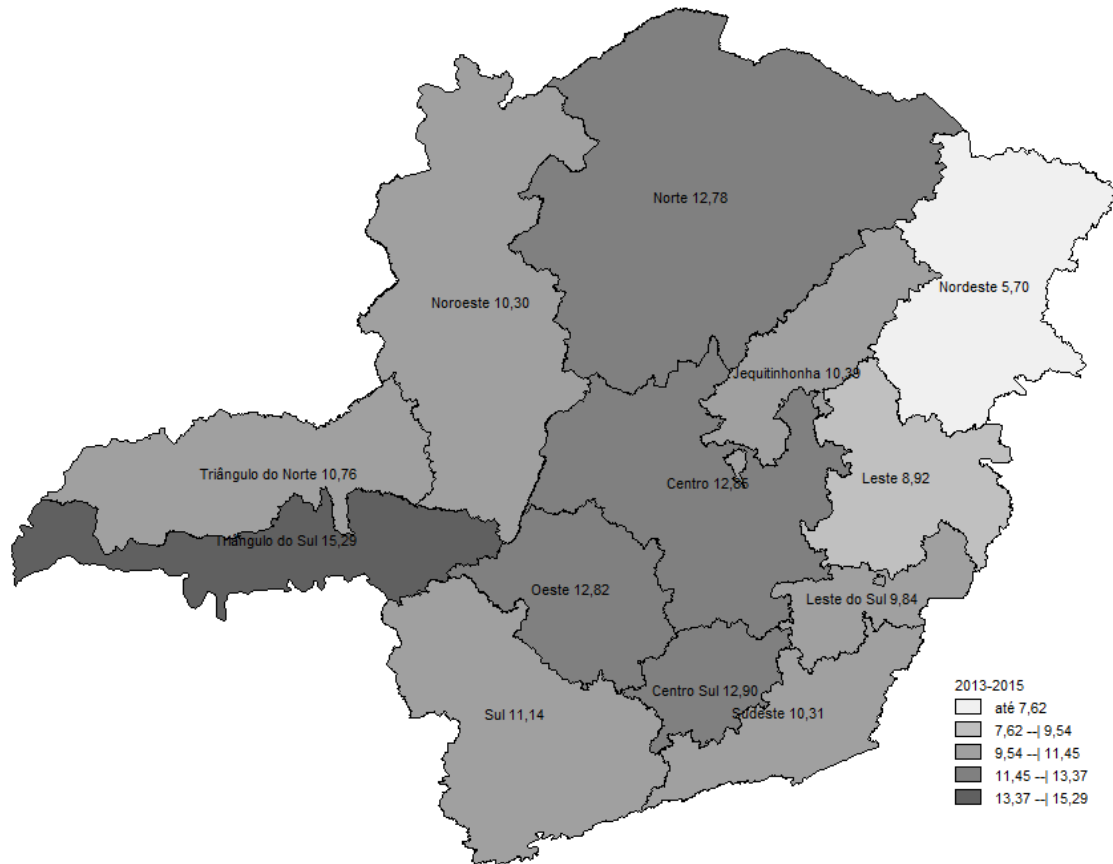 Norte 12,78
Nordeste 5,70
Noroeste 10,30
Jequitinhonha 10,39
Triângulo do Norte 10,76
Centro 12,86
Leste 8,92
Triângulo do Sul 15,29
Oeste 12,82
Leste do Sul 9,84
Centro Sul 12,90
Sul 11,14
Sudeste 10,31
2013-2015
até 7,62
7,62 --| 9,54
9,54 --| 11,45
11,45 --| 13,37
13,37 --| 15,29